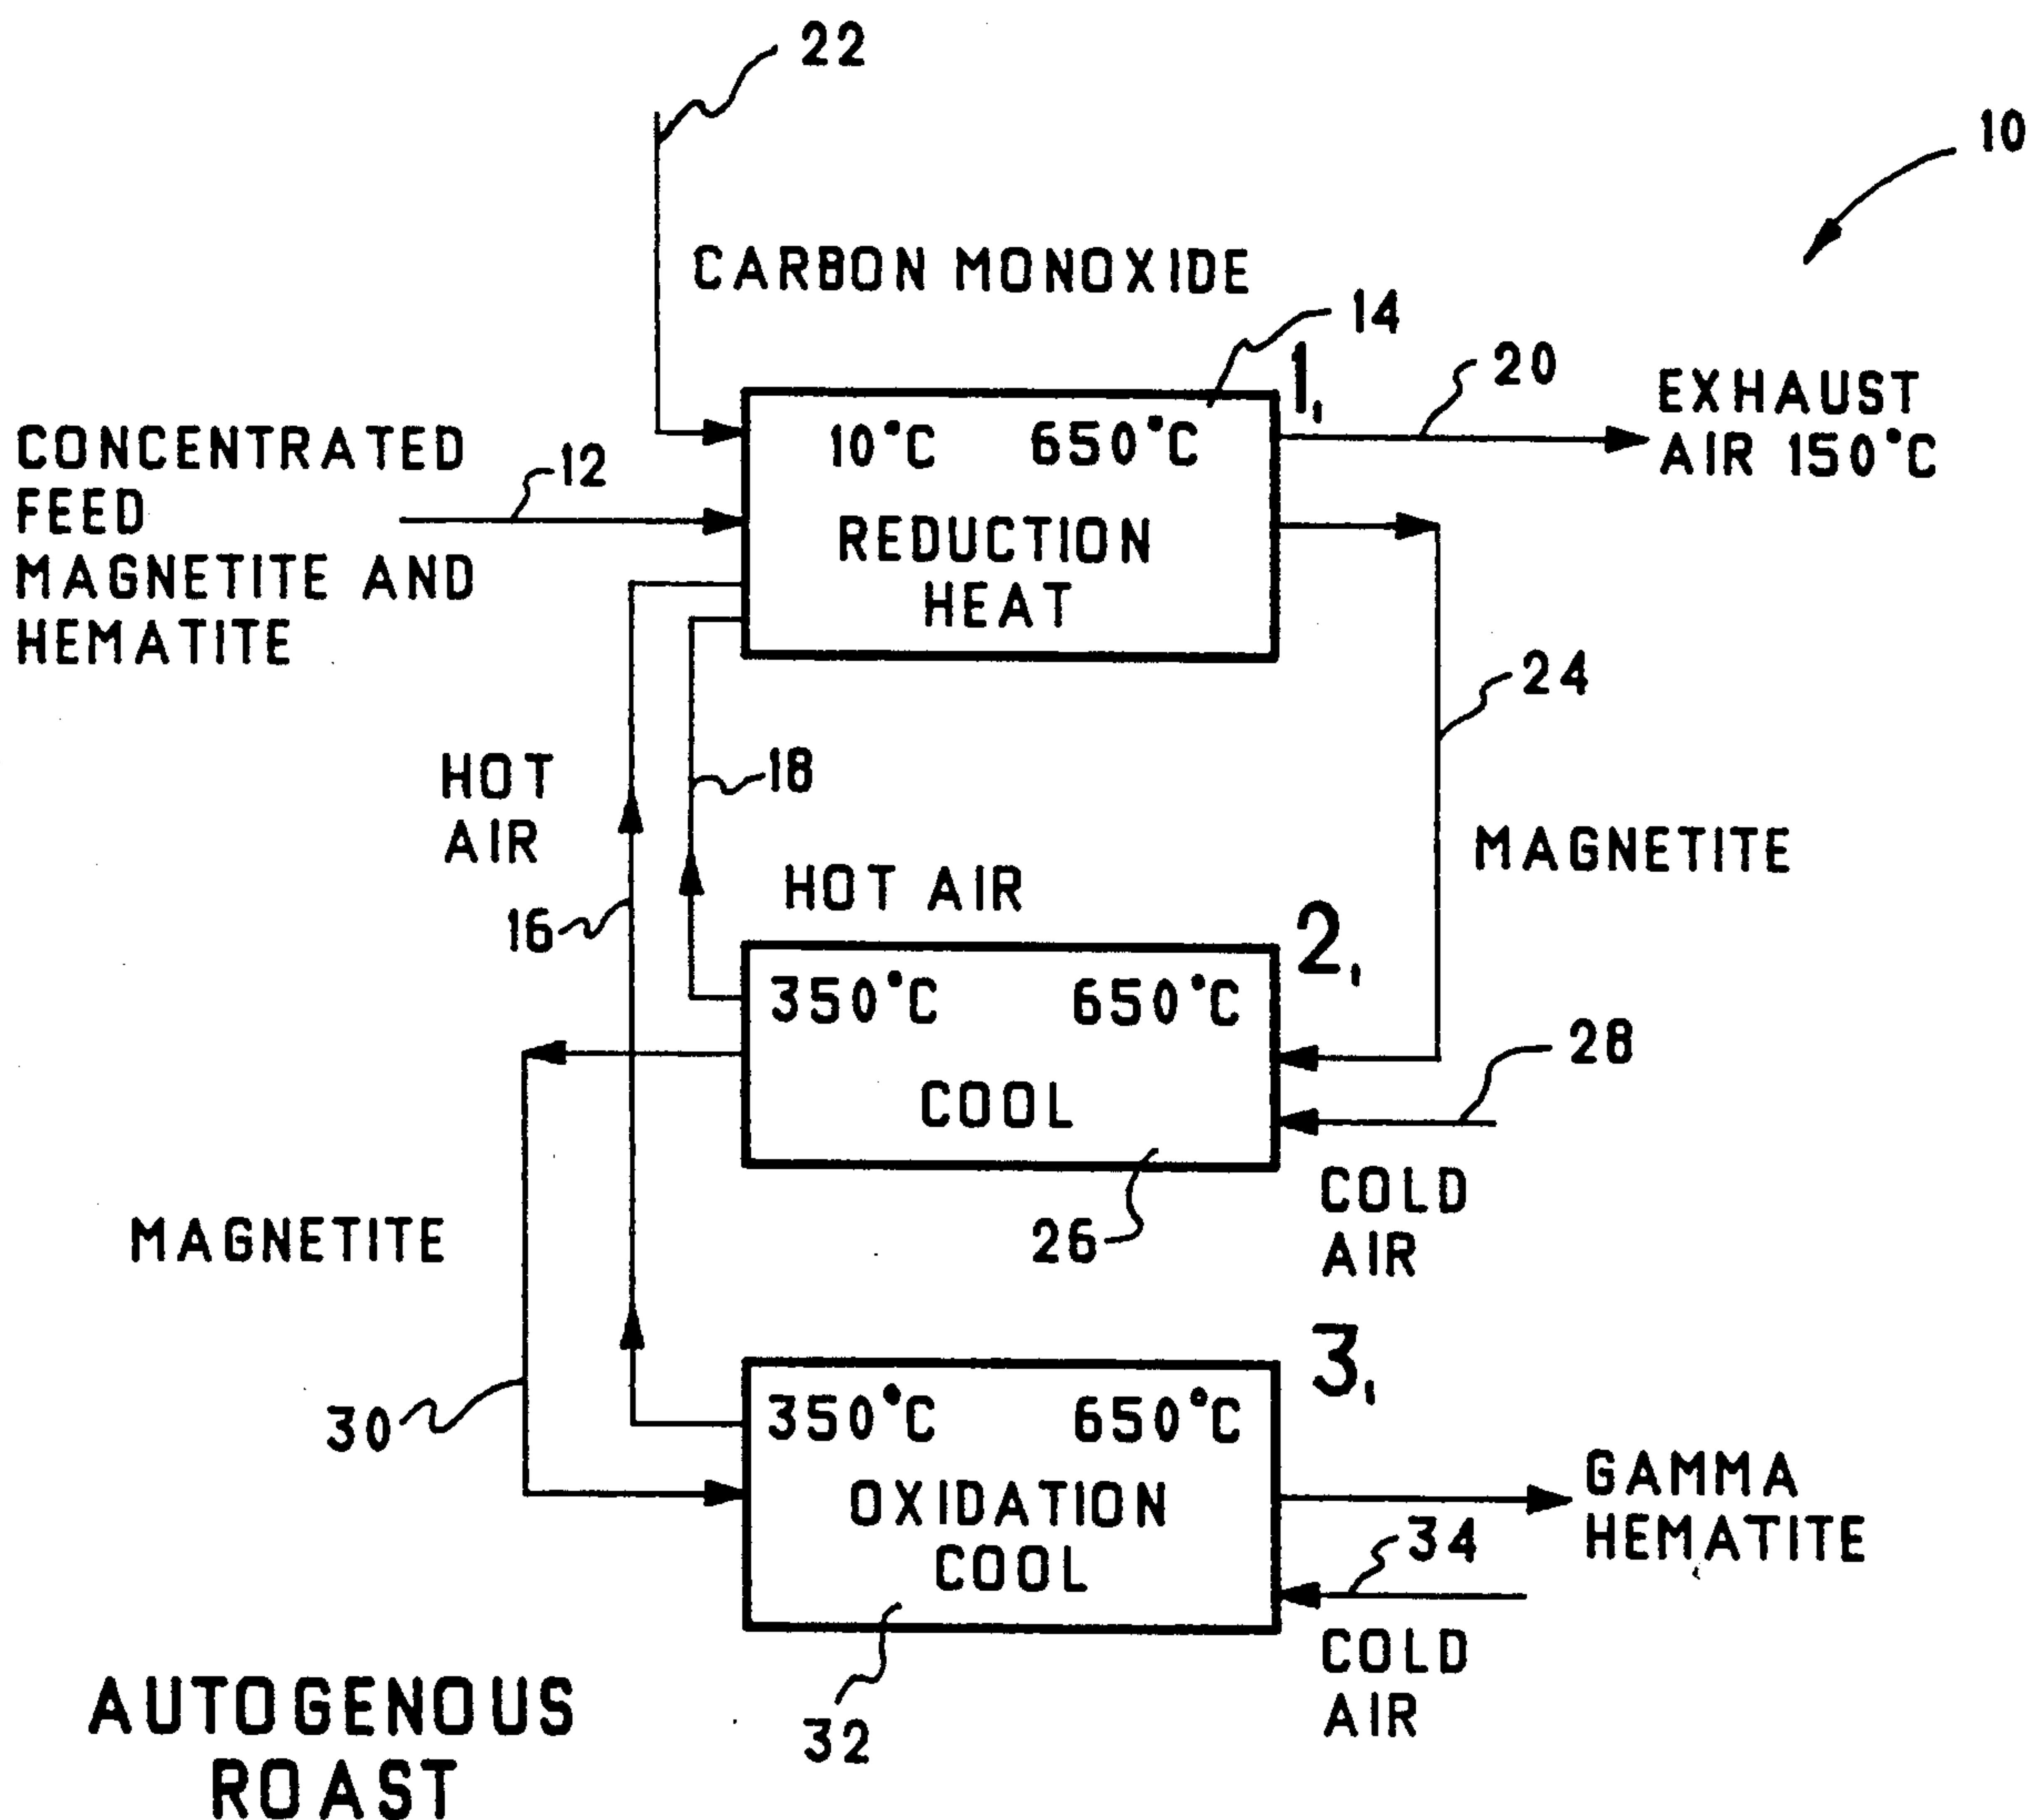 22
10
CARBON MONOXIDE
14
1,
20
EXHAUST
AIR 150°C
CONCENTRATED
FEED
MAGNETITE AND
HEMATITE
12
10°C 650°C
REDUCTION
HEAT
24
HOT
AIR
18
MAGNETITE
16
HOT AIR
2,
350°C 650°C
COOL
28
COLD
AIR
26
MAGNETITE
30
3,
350°C 650°C
OXIDATION
COOL
GAMMA
HEMATITE
34
COLD
AIR
32
AUTOGENOUS
ROAST